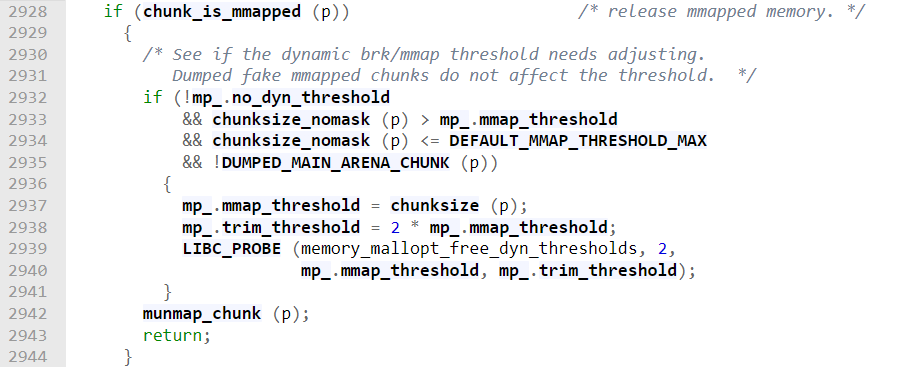 2928 if (chunk_is_mmapped (p)) /* release mmapped memory. */
2929 {
2930 /* See if the dynamic brk/mmap threshold needs adjusting.
2931 Dumped fake mmapped chunks do not affect the threshold. */
2932 if (!mp_.no_dyn_threshold
2933 && chunksize_nomask (p) > mp_.mmap_threshold
2934 && chunksize_nomask (p) <= DEFAULT_MMAP_THRESHOLD_MAX
2935 && !DUMPED_MAIN_ARENA_CHUNK (p))
2936 {
2937 mp_.mmap_threshold = chunksize (p);
2938 mp_.trim_threshold = 2 * mp_.mmap_threshold;
2939 LIBC_PROBE (memory_mallopt_free_dyn_thresholds, 2,
2940 mp_.mmap_threshold, mp_.trim_threshold);
2941 }
2942 munmap_chunk (p);
2943 return;
2944 }